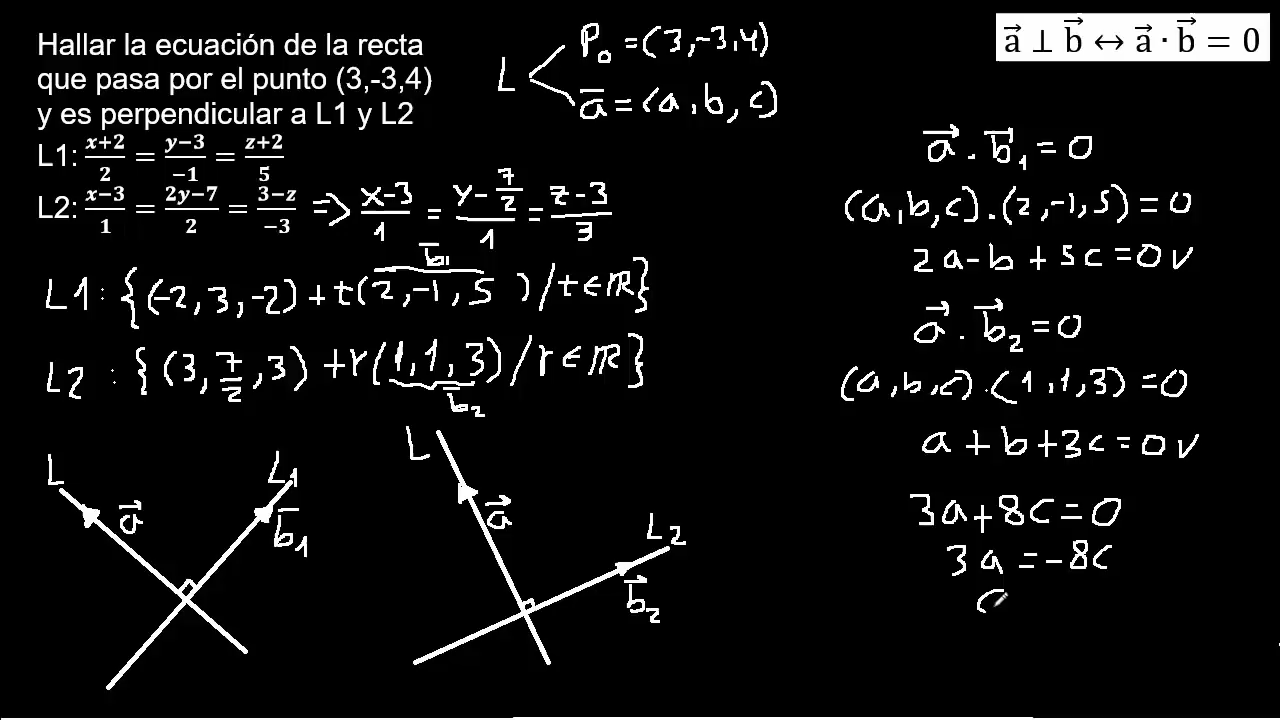 Hallar la ecuación de la recta
que pasa por el punto (3,-3,4)
y es perpendicular a L1 y L2
L1: x+2/2 = y−3/−1 = z+2/5
L2: x−3/1 = 2y−7/2 = 3−z/−3 => x-3/1 = y-7/2/1 = z-3/3
L
P₀ = (3,-3,4)
a̅ = (a,b,c)
L1: {(-2,3,-2)+t(2,-1,5)/t∈ℝ}
b̅₁
L2: {(3,7/2,3)+r(1,1,3)/r∈ℝ}
b̅₂
L
L1
a⃗
b̅1
L
L2
a⃗
b⃗₂
a⃗ ⊥ b⃗ ↔ a⃗ · b⃗ = 0
a⃗ . b⃗₁ = 0
(a,b,c).(2,-1,5) = 0
2a-b+5c=0 √
a⃗ . b⃗₂ = 0
(a,b,c).(1,1,3) = 0
a+b+3c=0 √
3a+8c=0
3a=-8c